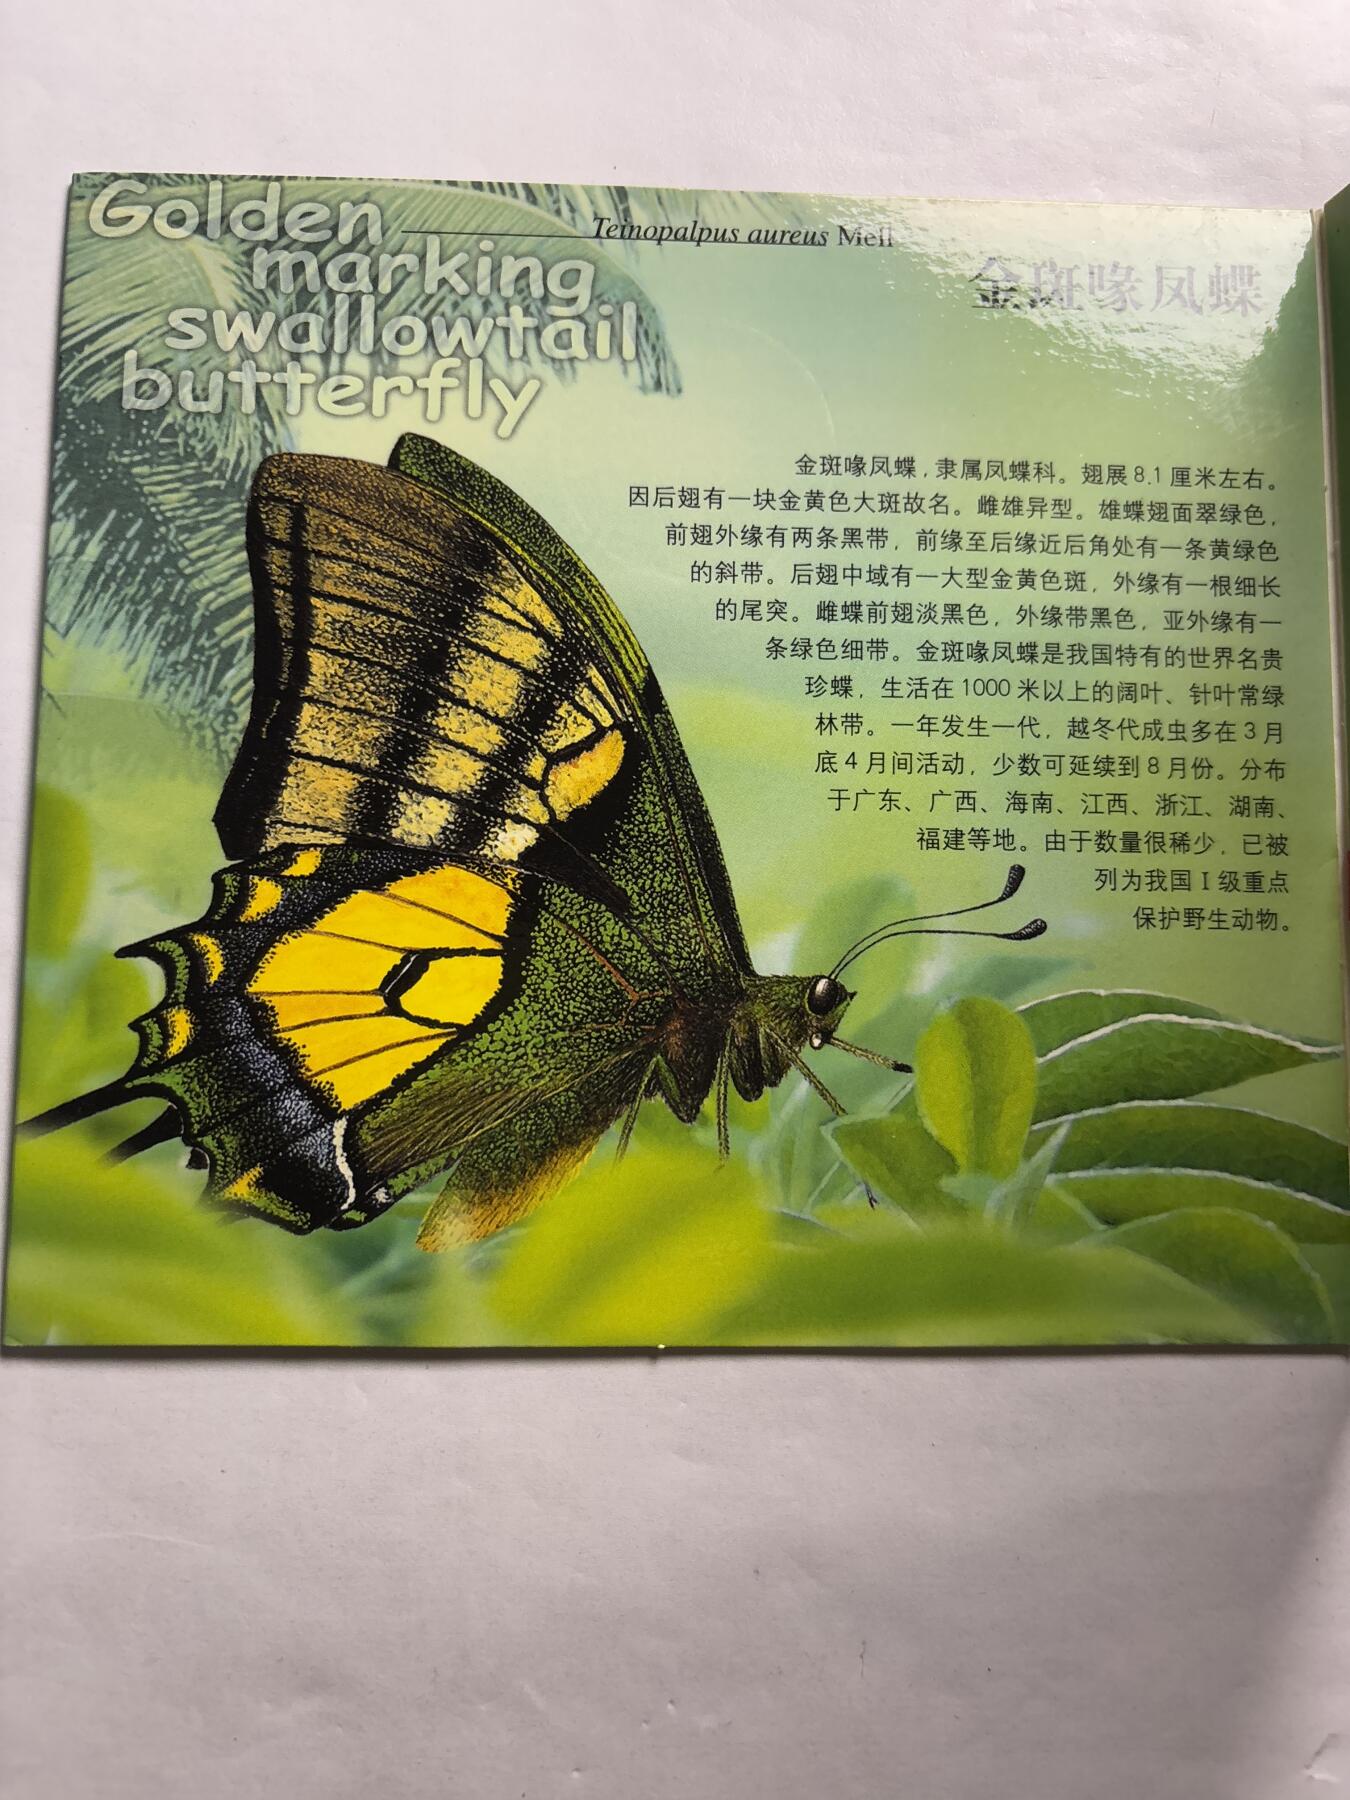 Golden
marking
swallowtail
butterfly
Teinopalpus aureus Mell
金斑喙凤蝶
金斑喙凤蝶，隶属凤蝶科。翅展8.1厘米左右。
因后翅有一块金黄色大斑故名。雌雄异型。雄蝶翅面翠绿色，
前翅外缘有两条黑带，前缘至后缘近后角处有一条黄绿色
的斜带。后翅中域有一大型金黄色斑，外缘有一根细长
的尾突。雌蝶前翅淡黑色，外缘带黑色，亚外缘有一
条绿色细带。金斑喙凤蝶是我国特有的世界名贵
珍蝶，生活在1000米以上的阔叶、针叶常绿
林带。一年发生一代，越冬代成虫多在3月
底4月间活动，少数可延续到8月份。分布
于广东、广西、海南、江西、浙江、湖南、
福建等地。由于数量很稀少，已被
列为我国I级重点
保护野生动物。